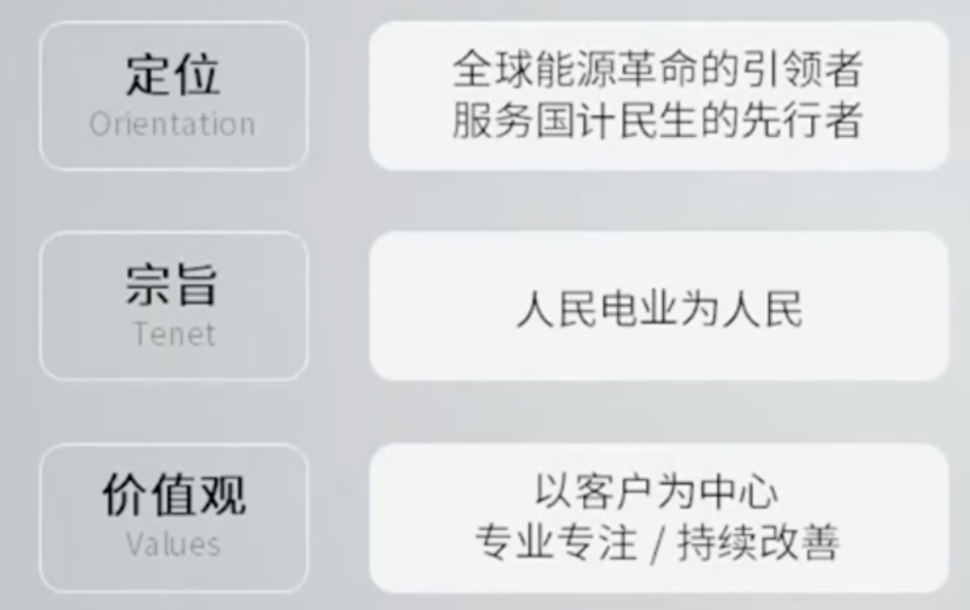 定位
Orientation
全球能源革命的引领者
服务国计民生的先行者
宗旨
Tenet
人民电业为人民
价值观
Values
以客户为中心
专业专注 / 持续改善